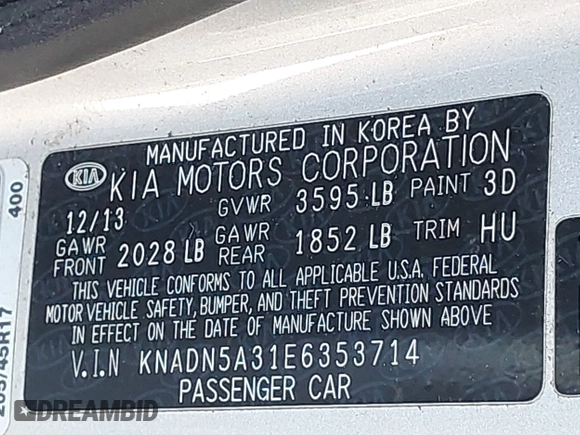 MANUFACTURED IN KOREA BY
KIA KIA MOTORS CORPORATION
12/13 GVWR 3595 LB PAINT 3D
GAWR FRONT 2028 LB GAWR REAR 1852 LB TRIM HU
THIS VEHICLE CONFORMS TO ALL APPLICABLE U.S.A. FEDERAL
MOTOR VEHICLE SAFETY, BUMPER, AND THEFT PREVENTION STANDARDS
IN EFFECT ON THE DATE OF MANUFACTURE SHOWN ABOVE
V.I.N KNADN5A31E6353714
PASSENGER CAR
400
205/45R17
DREAMBID